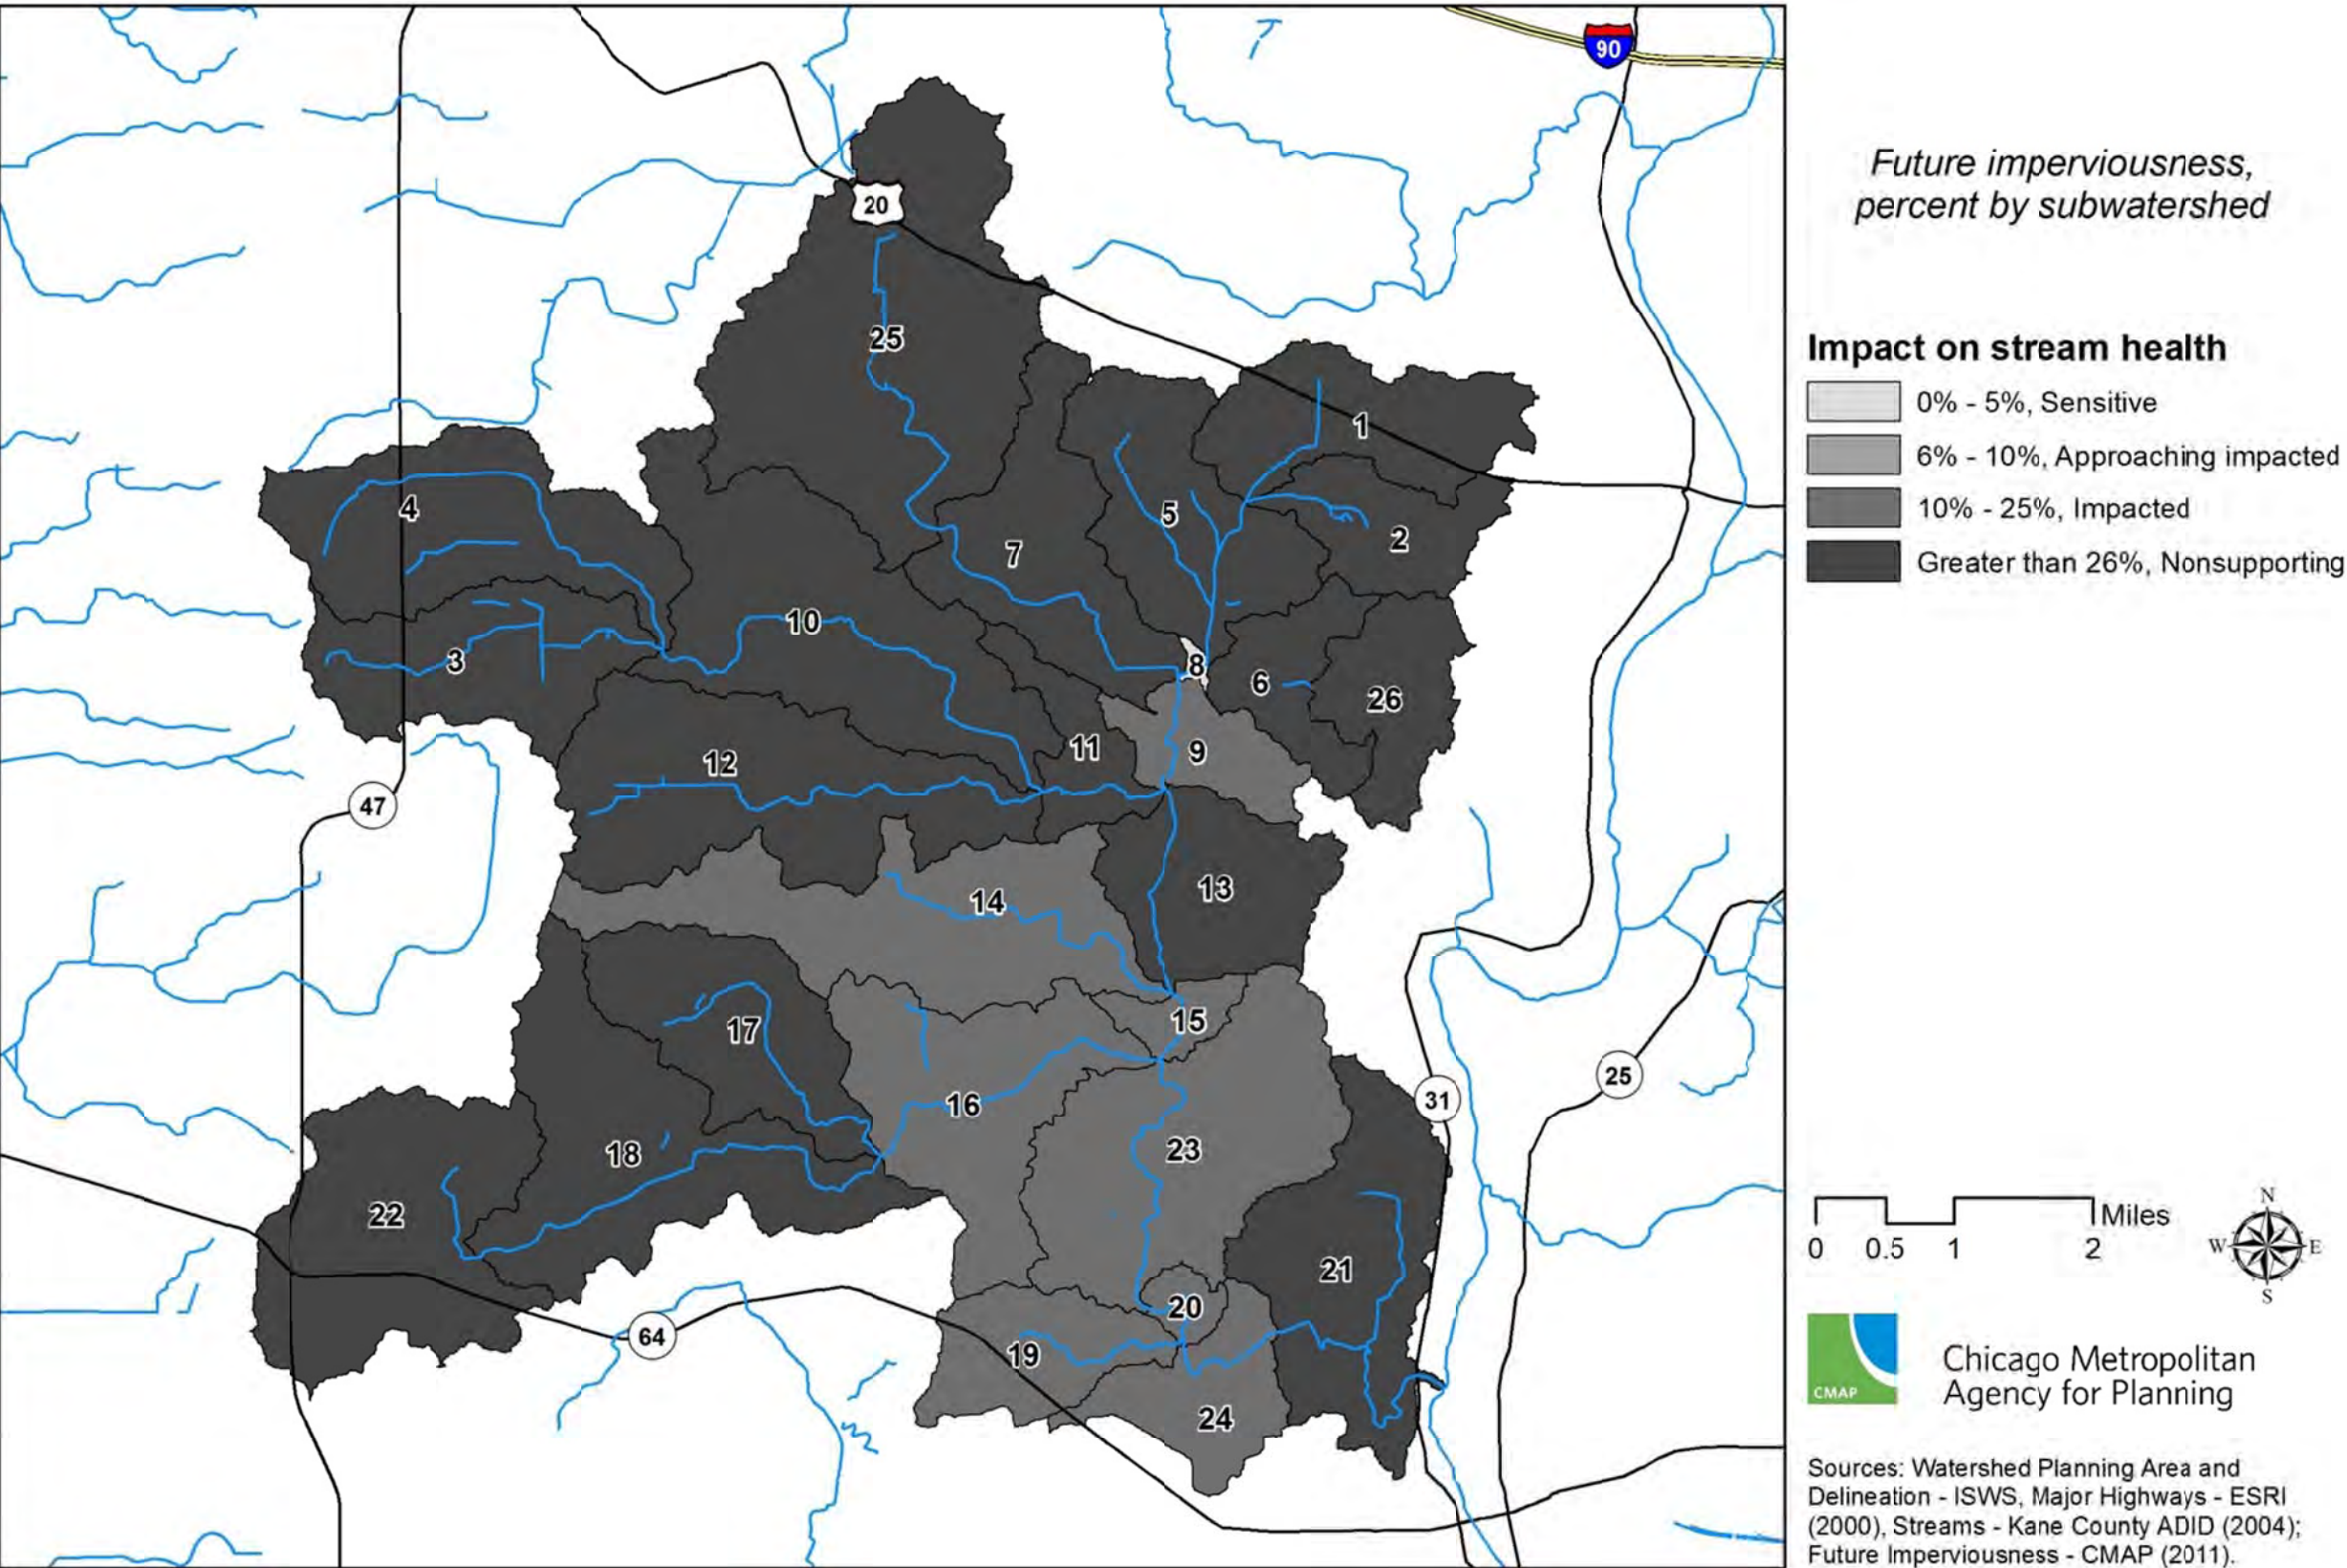 90
Future imperviousness,
percent by subwatershed
20
25
Impact on stream health
0% - 5%, Sensitive
1
6% - 10%, Approaching impacted
4
5
10% - 25%, Impacted
2
7
Greater than 26%, Nonsupporting
10
3
8
6
26
11
9
12
47
13
14
15
17
25
31
16
23
18
22
Miles
0 0.5 1 2
N
W E
S
21
20
64
19
24
CMAP
Chicago Metropolitan
Agency for Planning
Sources: Watershed Planning Area and
Delineation - ISWS, Major Highways - ESRI
(2000), Streams - Kane County ADID (2004);
Future Imperviousness - CMAP (2011).